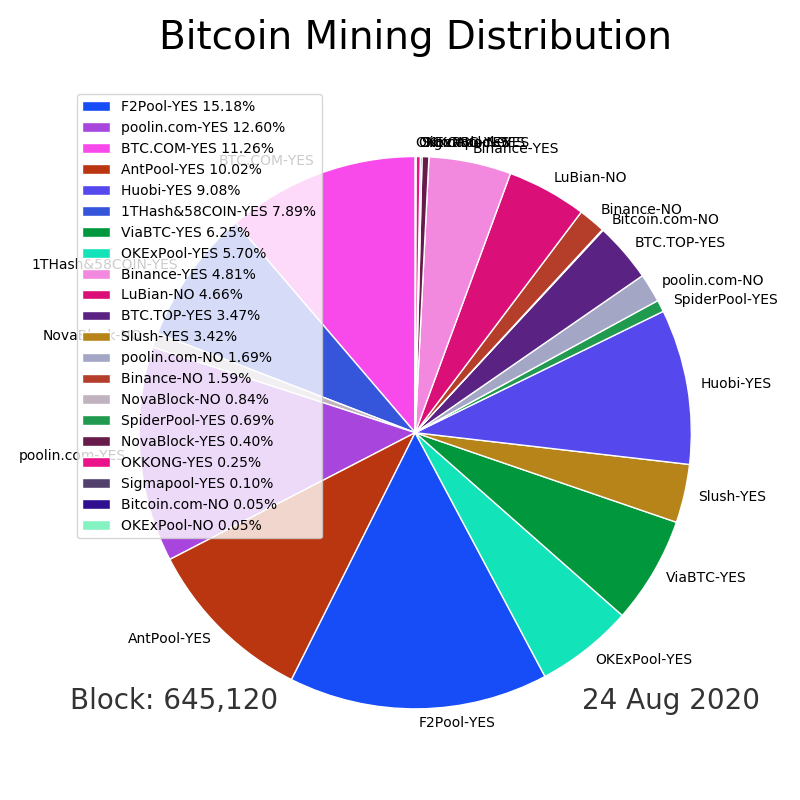 Bitcoin Mining Distribution
F2Pool-YES 15.18%
poolin.com-YES 12.60%
BTC.COM-YES 11.26%
AntPool-YES 10.02%
Huobi-YES 9.08%
1THash&58COIN-YES 7.89%
ViaBTC-YES 6.25%
OKExPool-YES 5.70%
Binance-YES 4.81%
LuBian-NO 4.66%
BTC.TOP-YES 3.47%
Slush-YES 3.42%
poolin.com-NO 1.69%
Binance-NO 1.59%
NovaBlock-NO 0.84%
SpiderPool-YES 0.69%
NovaBlock-YES 0.40%
OKKONG-YES 0.25%
Sigmapool-YES 0.10%
Bitcoin.com-NO 0.05%
OKExPool-NO 0.05%
BTC.COM-YES
1THash&58COIN-YES
poolin.com-YES
AntPool-YES
F2Pool-YES
OKExPool-YES
ViaBTC-YES
Slush-YES
Huobi-YES
SpiderPool-YES
poolin.com-NO
BTC.TOP-YES
Bitcoin.com-NO
Binance-NO
LuBian-NO
Binance-YES
Block: 645,120
24 Aug 2020